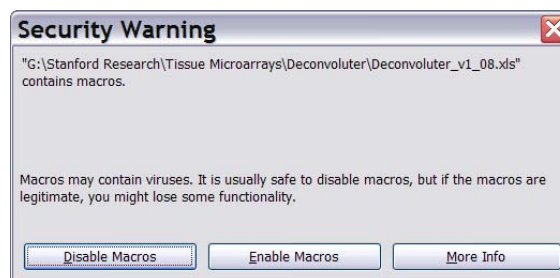 Security Warning
"G:\Stanford Research\Tissue Microarrays\Deconvoluter\Deconvoluter_v1_08.xls"
contains macros.
Macros may contain viruses. It is usually safe to disable macros, but if the macros are
legitimate, you might lose some functionality.
Disable Macros Enable Macros More Info